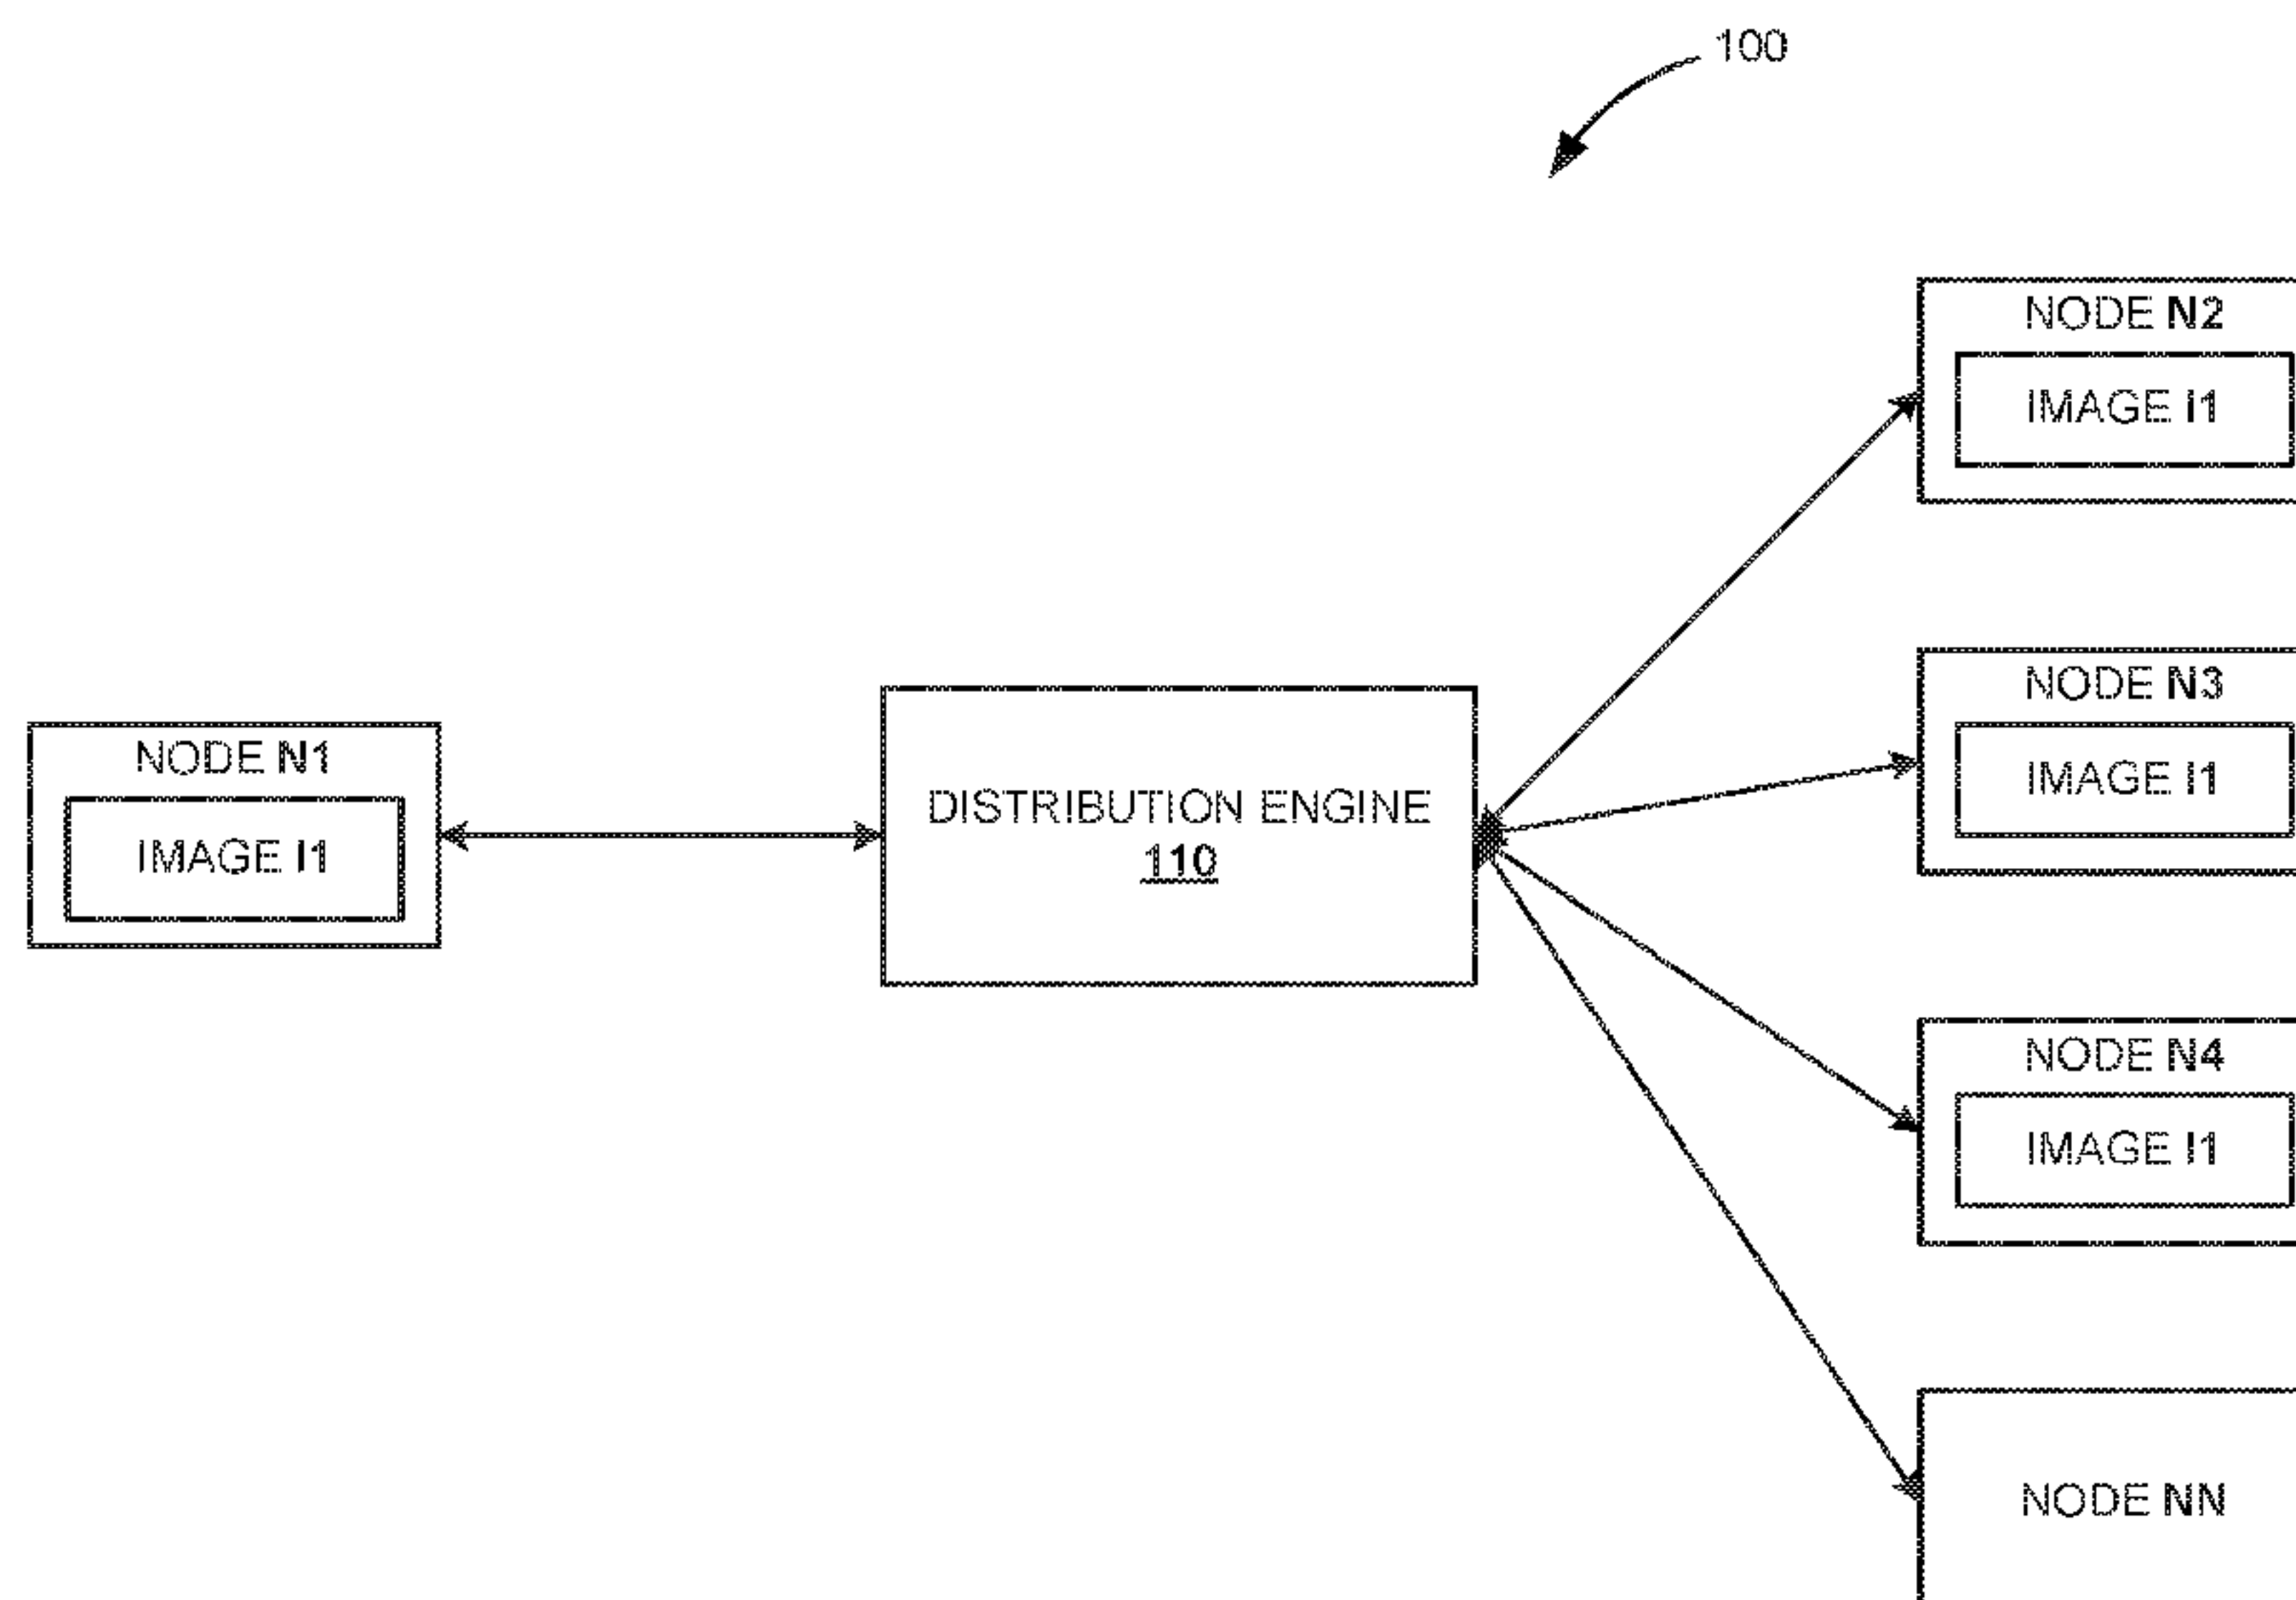 100
NODE N2
IMAGE I1
NODE N3
IMAGE I1
NODE N1
IMAGE I1
DISTRIBUTION ENGINE
110
NODE N4
IMAGE I1
NODE NN